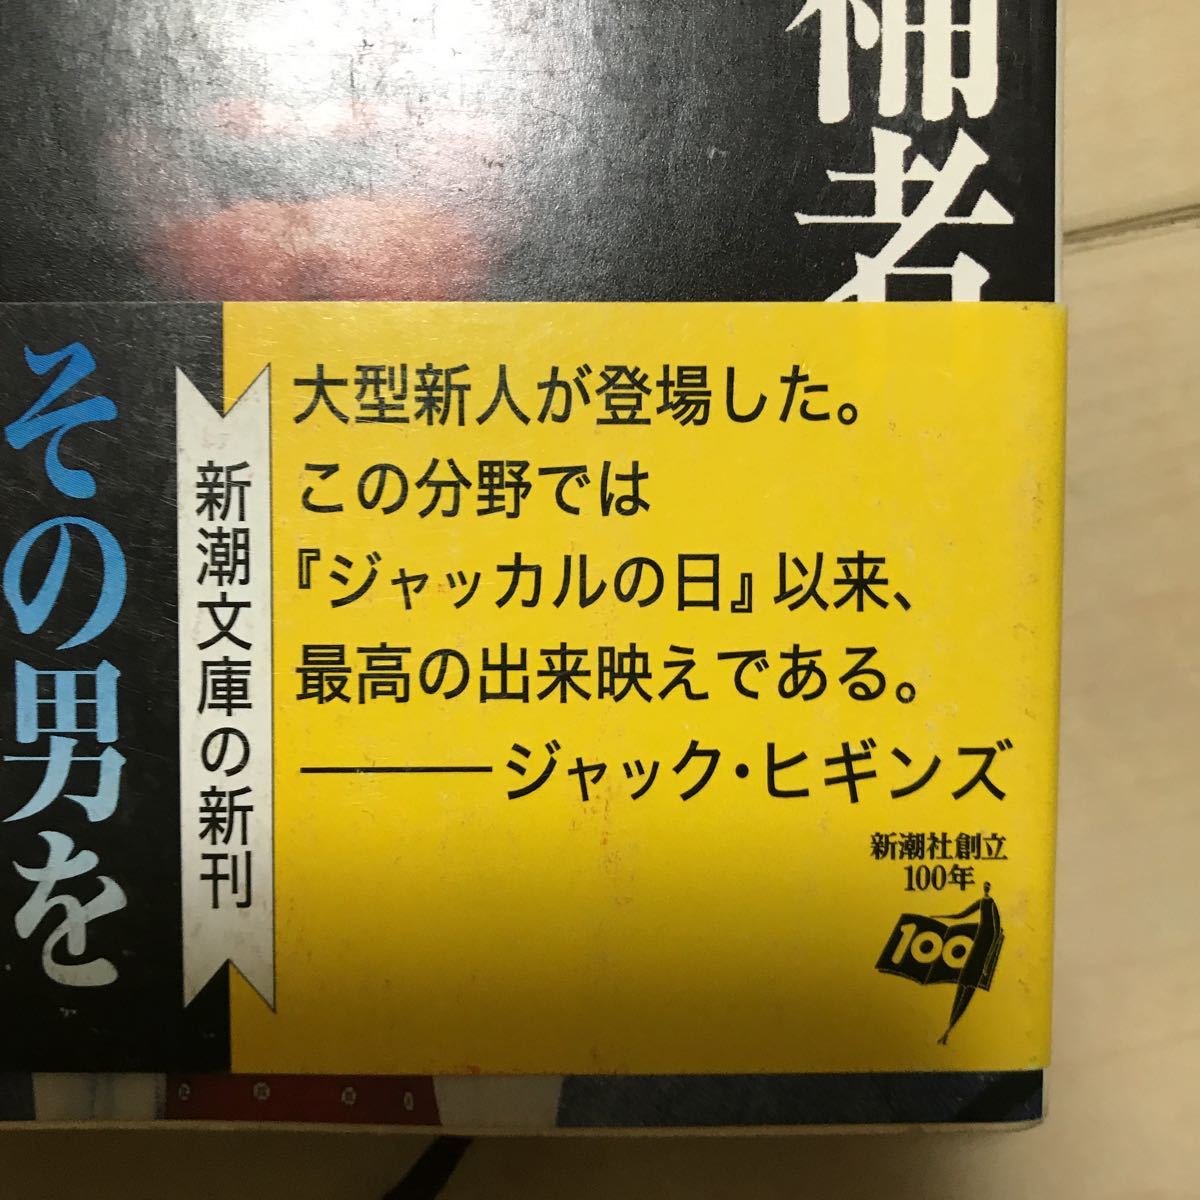 補者
大型新人が登場した。
この分野では
『ジャッカルの日』以来、
最高の出来映えである。
———ジャック・ヒギンズ
新潮文庫の新刊
その男を
新潮社創立
100年
100